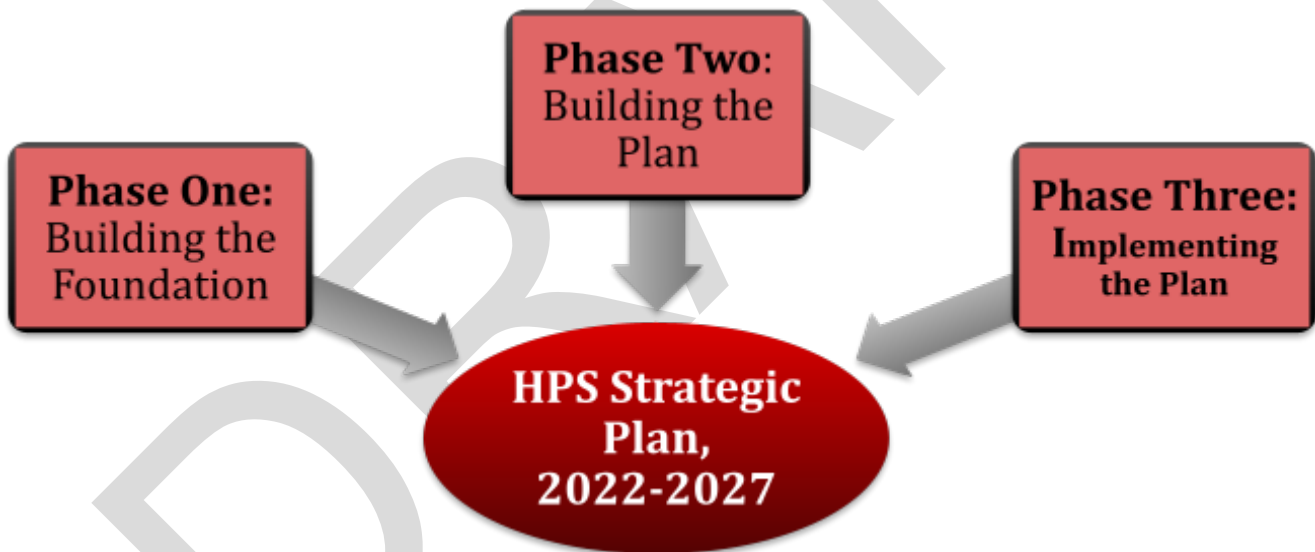 Phase One:
Building the
Foundation
Phase Two:
Building the
Plan
Phase Three:
Implementing
the Plan
HPS Strategic
Plan,
2022-2027
DRAFT